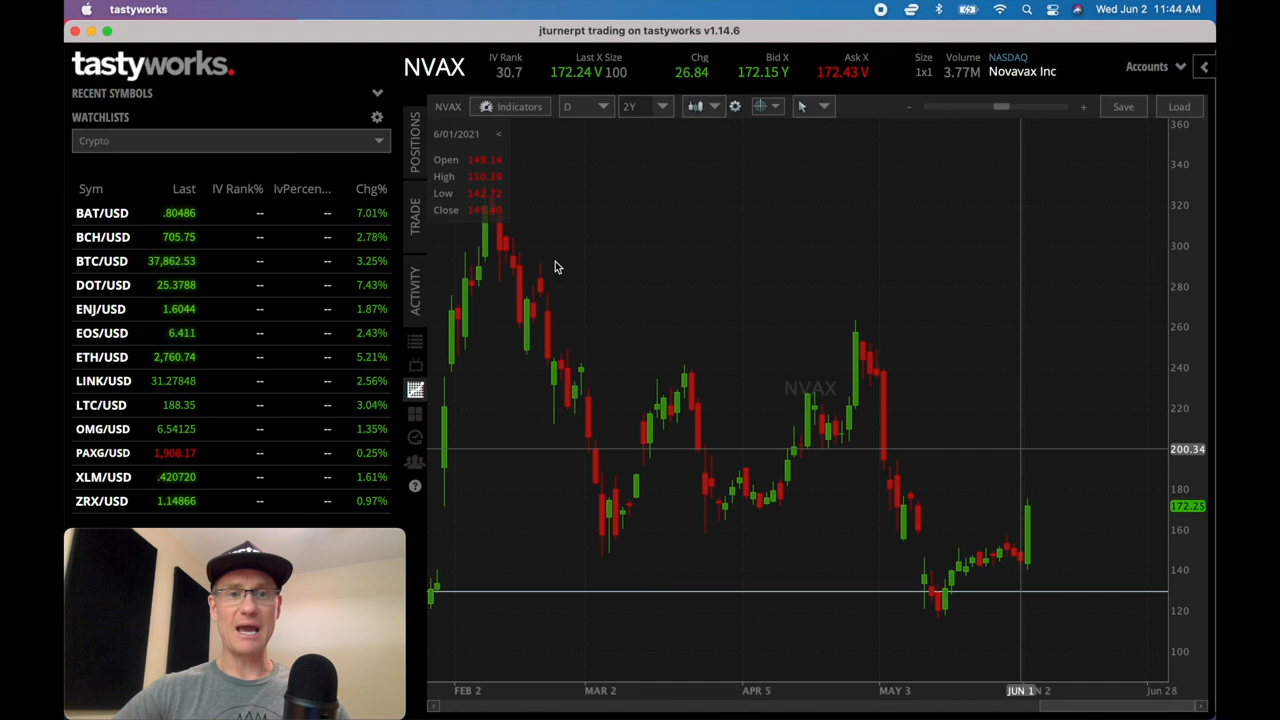 tastyworks
Wed Jun 2 11:44 AM
jturnerpt trading on tastyworks v1.14.6
tastyworks.
RECENT SYMBOLS
WATCHLISTS
Crypto
Sym Last IV Rank% IvPercen... Chg%
BAT/USD .80486 -- -- 7.01%
BCH/USD 705.75 -- -- 2.78%
BTC/USD 37,862.53 -- -- 3.25%
DOT/USD 25.3788 -- -- 7.43%
ENJ/USD 1.6044 -- -- 1.87%
EOS/USD 6.411 -- -- 2.43%
ETH/USD 2,760.74 -- -- 5.21%
LINK/USD 31.27848 -- -- 2.56%
LTC/USD 188.35 -- -- 3.04%
OMG/USD 6.54125 -- -- 1.35%
PAXG/USD 1,908.17 -- -- 0.25%
XLM/USD .420720 -- -- 1.61%
ZRX/USD 1.14866 -- -- 0.97%
NVAX
IV Rank Last X Size Chg Bid X Ask X Size Volume NASDAQ
30.7 172.24 V 100 26.84 172.15 Y 172.43 V 1x1 3.77M Novavax Inc
Accounts
POSITIONS
TRADE
ACTIVITY
NVAX Indicators D 2Y - + Save Load
6/01/2021 <
Open 149.14
High 150.39
Low 142.72
Close 145.40
NVAX
360
340
320
300
280
260
240
220
200.34
180
172.25
160
140
120
100
FEB 2 MAR 2 APR 5 MAY 3 JUN 1 N 2 Jun 28